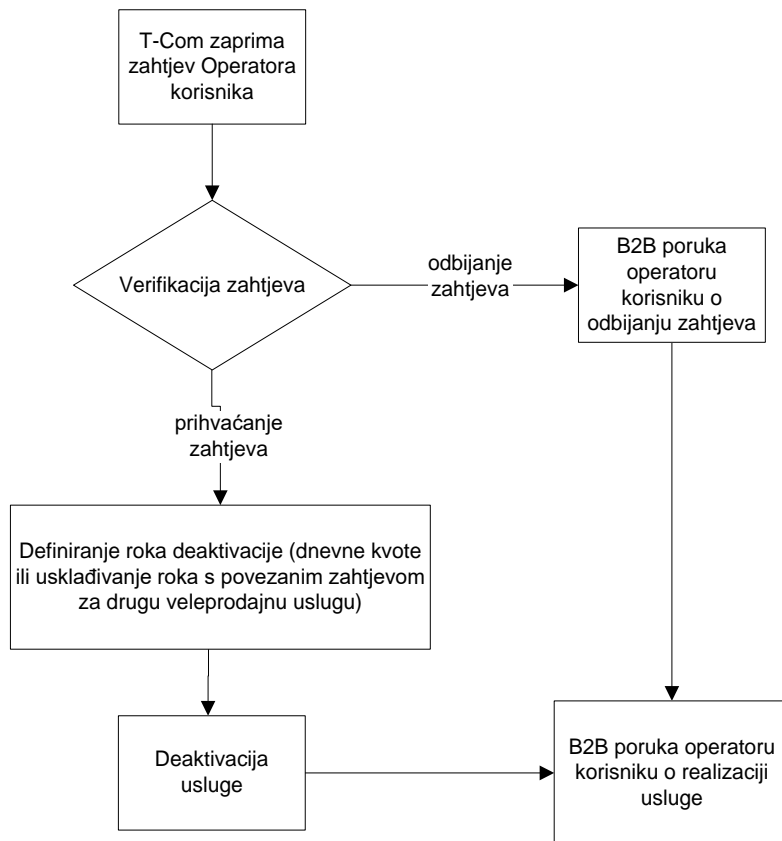 T-Com zaprima
zahtjev Operatora
korisnika
Verifikacija zahtjeva
odbijanje
zahtjeva
B2B poruka
operatoru
korisniku o
odbijanju zahtjeva
prihvaćanje
zahtjeva
Definiranje roka deaktivacije (dnevne kvote
ili usklađivanje roka s povezanim zahtjevom
za drugu veleprodajnu uslugu)
Deaktivacija
usluge
B2B poruka operatoru
korisniku o realizaciji
usluge